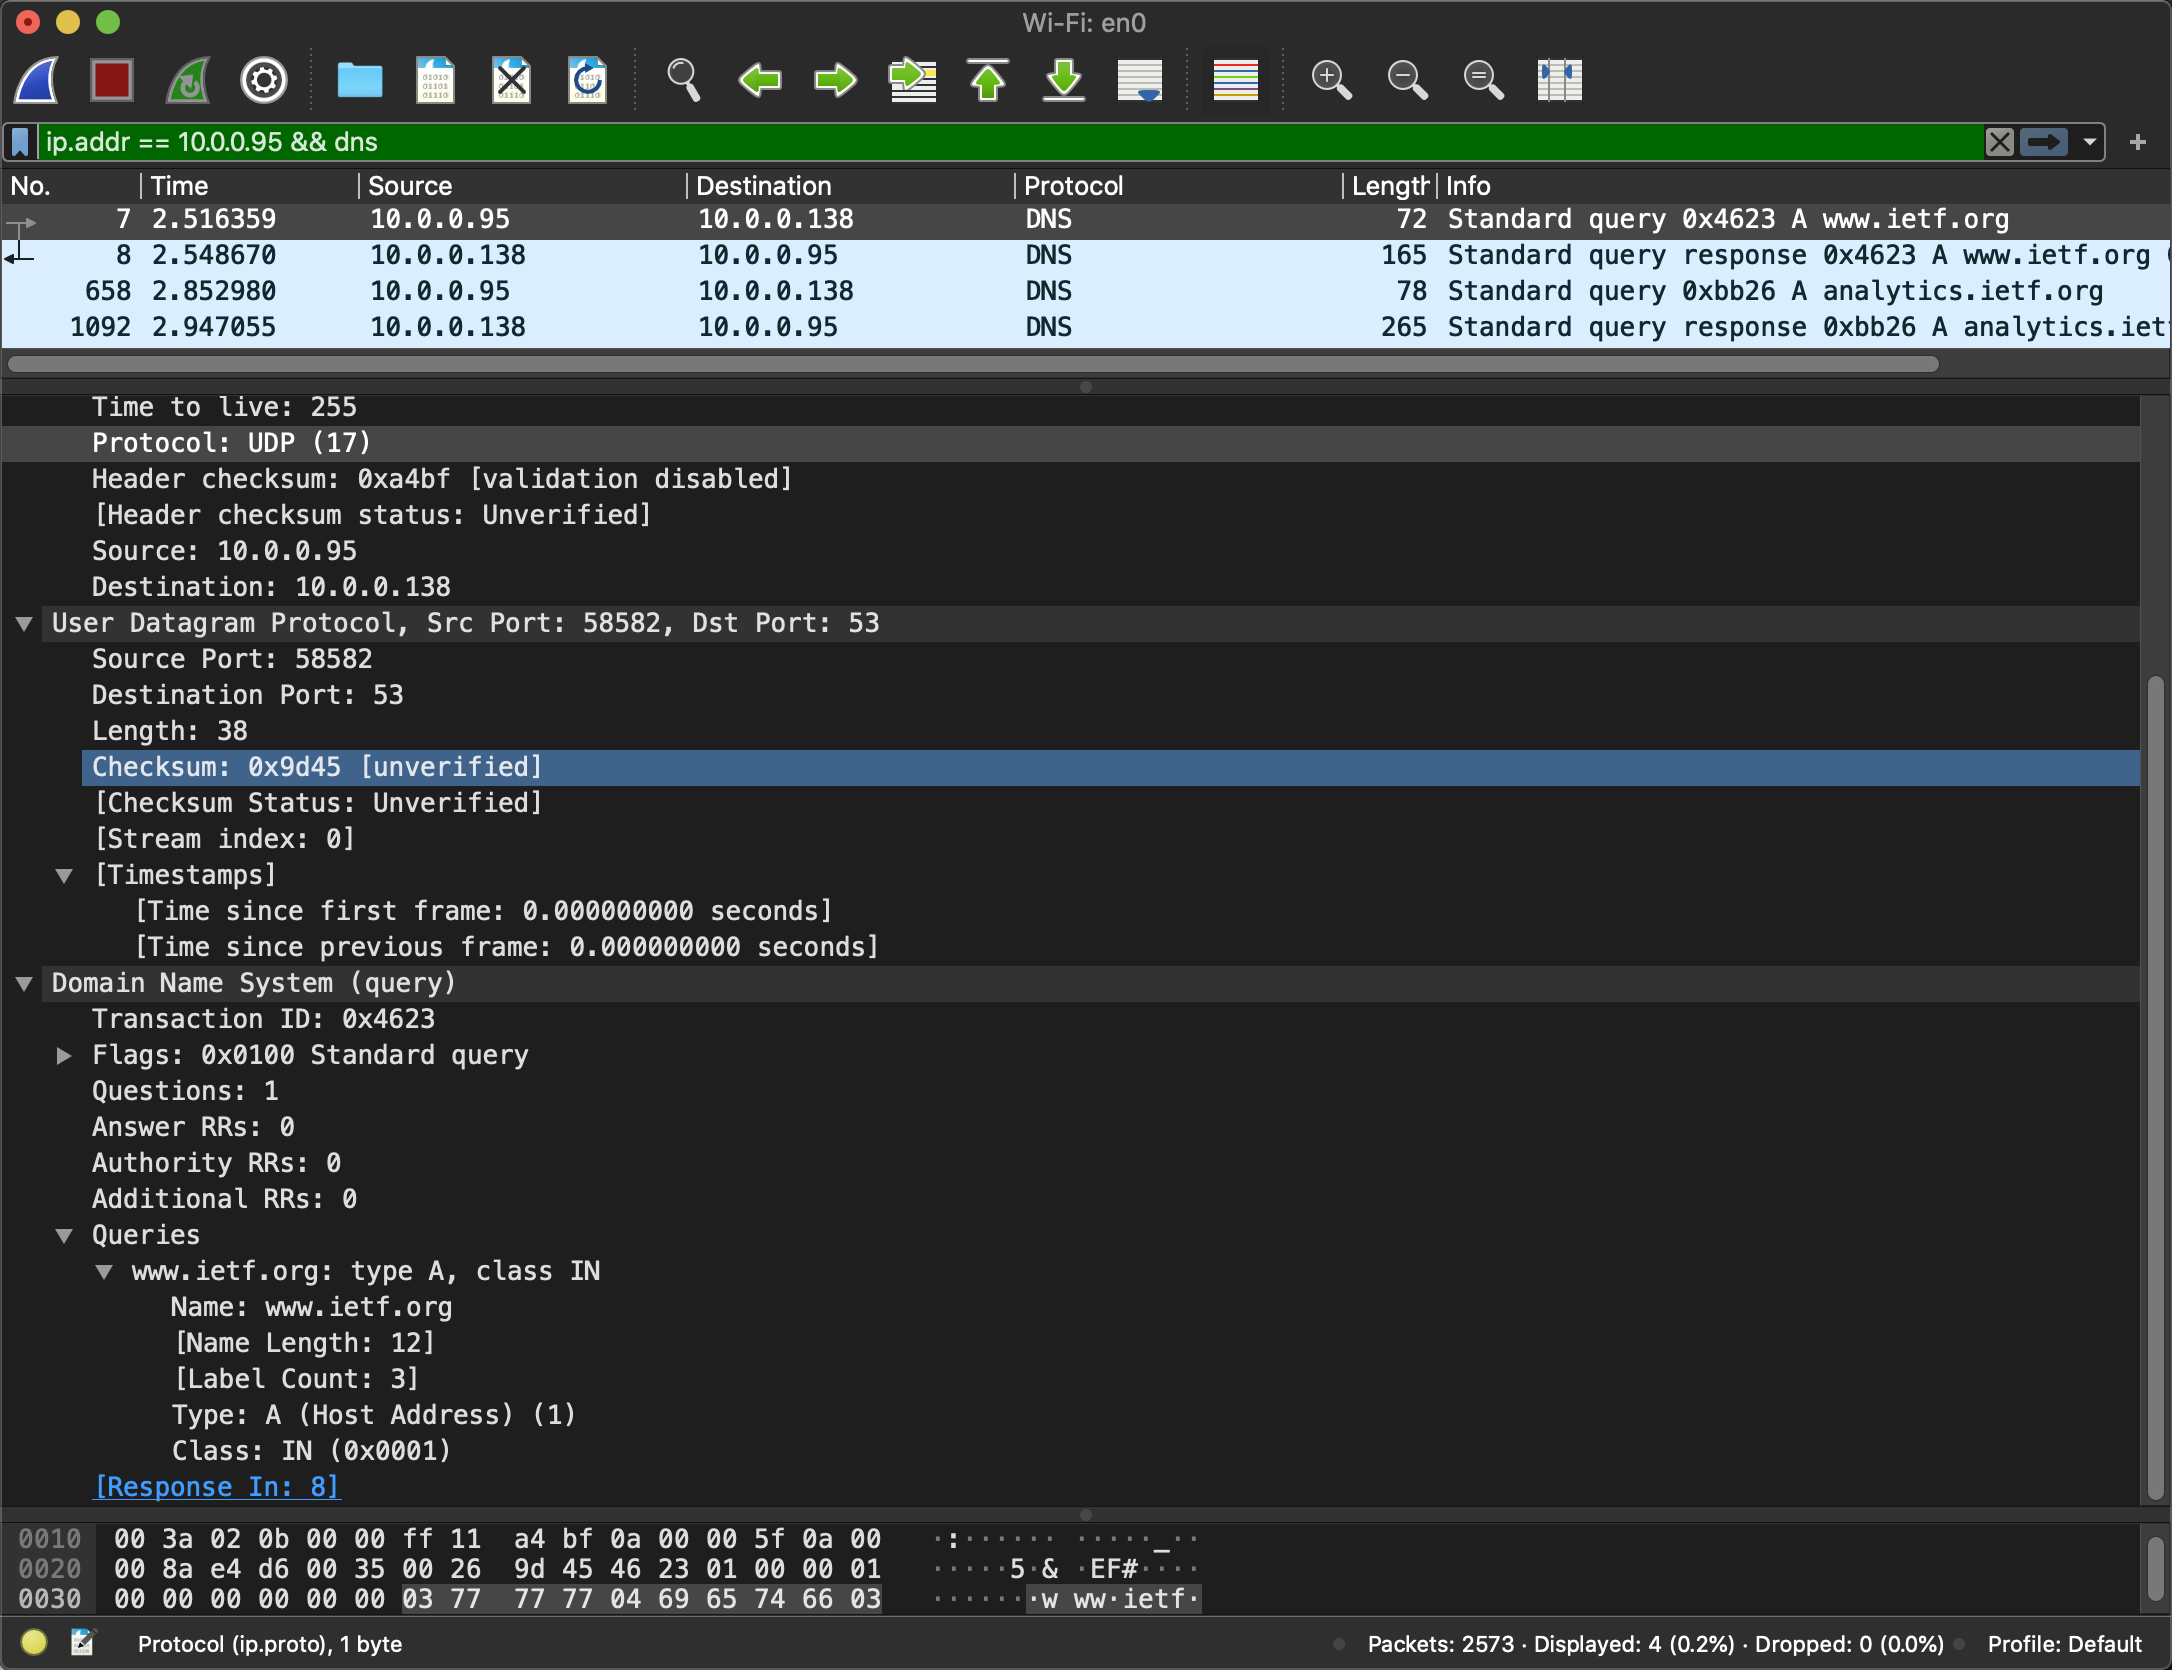 Wi-Fi: en0
ip.addr == 10.0.0.95 && dns
No. Time Source Destination Protocol Length Info
7 2.516359 10.0.0.95 10.0.0.138 DNS 72 Standard query 0x4623 A www.ietf.org
8 2.548670 10.0.0.138 10.0.0.95 DNS 165 Standard query response 0x4623 A www.ietf.org
658 2.852980 10.0.0.95 10.0.0.138 DNS 78 Standard query 0xbb26 A analytics.ietf.org
1092 2.947055 10.0.0.138 10.0.0.95 DNS 265 Standard query response 0xbb26 A analytics.iet
Time to live: 255
Protocol: UDP (17)
Header checksum: 0xa4bf [validation disabled]
[Header checksum status: Unverified]
Source: 10.0.0.95
Destination: 10.0.0.138
User Datagram Protocol, Src Port: 58582, Dst Port: 53
Source Port: 58582
Destination Port: 53
Length: 38
Checksum: 0x9d45 [unverified]
[Checksum Status: Unverified]
[Stream index: 0]
[Timestamps]
[Time since first frame: 0.000000000 seconds]
[Time since previous frame: 0.000000000 seconds]
Domain Name System (query)
Transaction ID: 0x4623
Flags: 0x0100 Standard query
Questions: 1
Answer RRs: 0
Authority RRs: 0
Additional RRs: 0
Queries
www.ietf.org: type A, class IN
Name: www.ietf.org
[Name Length: 12]
[Label Count: 3]
Type: A (Host Address) (1)
Class: IN (0x0001)
[Response In: 8]
0010 00 3a 02 0b 00 00 ff 11 a4 bf 0a 00 00 5f 0a 00 ·:······ ·····_··
0020 00 8a e4 d6 00 35 00 26 9d 45 46 23 01 00 00 01 ·····5·& ·EF#····
0030 00 00 00 00 00 00 03 77 77 77 04 69 65 74 66 03 ·······w ww·ietf·
Protocol (ip.proto), 1 byte
Packets: 2573 · Displayed: 4 (0.2%) · Dropped: 0 (0.0%)
Profile: Default